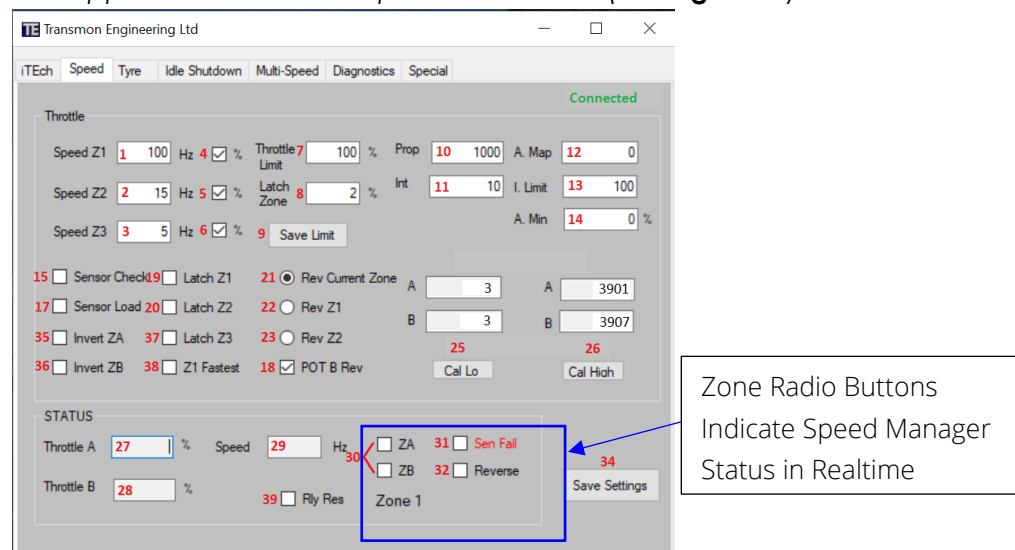 TE Transmon Engineering Ltd
iTEch Speed Tyre Idle Shutdown Multi-Speed Diagnostics Special
Connected
Throttle
Speed Z1 1 100 Hz 4 % Throttle 7 Limit 100 % Prop 10 1000 A. Map 12 0
Speed Z2 2 15 Hz 5 % Latch Zone 8 2 % Int 11 10 I. Limit 13 100
A. Min 14 0 %
Speed Z3 3 5 Hz 6 % 9 Save Limit
15 Sensor Check 19 Latch Z1 21 Rev Current Zone A 3 A 3901
17 Sensor Load 20 Latch Z2 22 Rev Z1 B 3 B 3907
35 Invert ZA 37 Latch Z3 23 Rev Z2 25 26
36 Invert ZB 38 Z1 Fastest 18 POT B Rev Cal Lo Cal High
STATUS
Throttle A 27 % Speed 29 Hz 30 ZA 31 Sen Fail
ZB 32 Reverse 34
Throttle B 28 % 39 Rly Res Zone 1 Save Settings
Zone Radio Buttons
Indicate Speed Manager
Status in Realtime